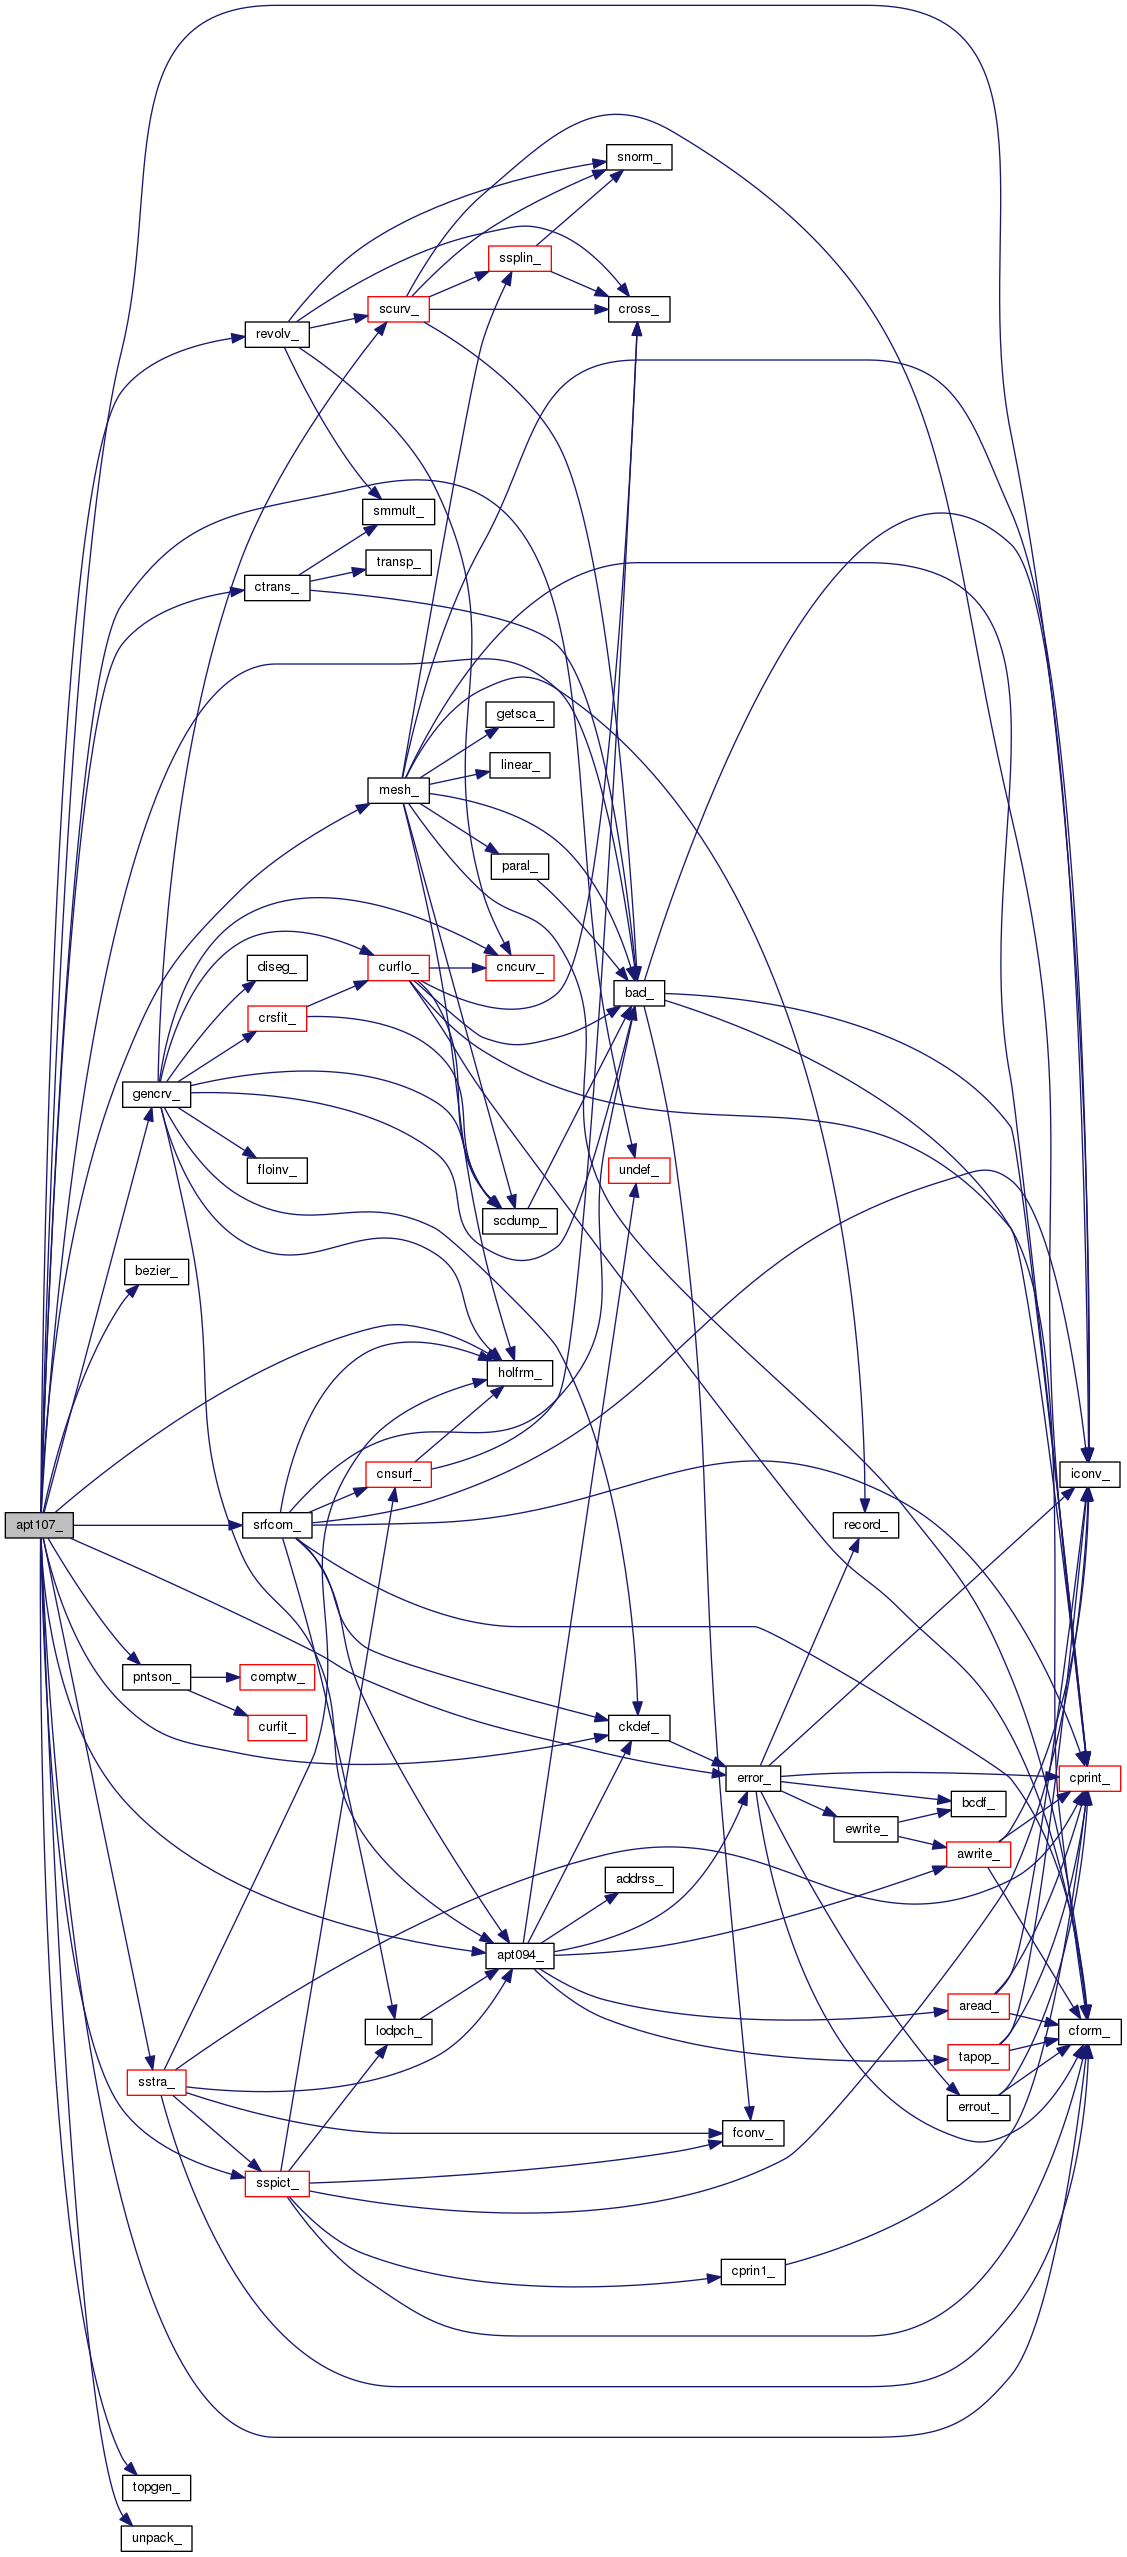 snorm_
ssplin_
scurv_
cross_
revolv_
smmult_
transp_
ctrans_
getsca_
linear_
mesh_
paral_
diseg_
curflo_
cncurv_
bad_
crsfit_
gencrv_
floinv_
undef_
scdump_
bezier_
holfrm_
cnsurf_
iconv_
apt107_
srfcom_
record_
pntson_
comptw_
curfit_
ckdef_
error_
cprint_
bcdf_
ewrite_
awrite_
addrss_
apt094_
aread_
lodpch_
cform_
tapop_
sstra_
errout_
fconv_
sspict_
cprin1_
topgen_
unpack_